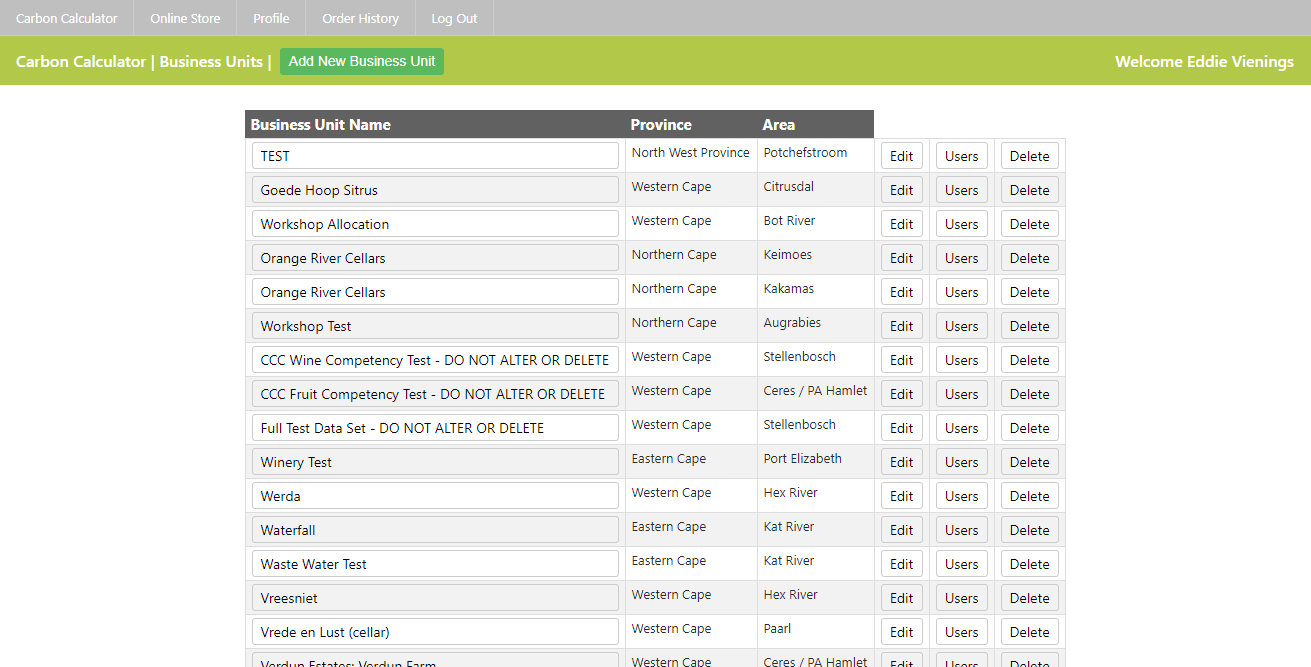 Carbon Calculator Online Store Profile Order History Log Out
Carbon Calculator | Business Units | Add New Business Unit Welcome Eddie Vienings
Business Unit Name Province Area
TEST North West Province Potchefstroom Edit Users Delete
Goede Hoop Sitrus Western Cape Citrusdal Edit Users Delete
Workshop Allocation Western Cape Bot River Edit Users Delete
Orange River Cellars Northern Cape Keimoes Edit Users Delete
Orange River Cellars Northern Cape Kakamas Edit Users Delete
Workshop Test Northern Cape Augrabies Edit Users Delete
CCC Wine Competency Test - DO NOT ALTER OR DELETE Western Cape Stellenbosch Edit Users Delete
CCC Fruit Competency Test - DO NOT ALTER OR DELETE Western Cape Ceres / PA Hamlet Edit Users Delete
Full Test Data Set - DO NOT ALTER OR DELETE Western Cape Stellenbosch Edit Users Delete
Winery Test Eastern Cape Port Elizabeth Edit Users Delete
Werda Western Cape Hex River Edit Users Delete
Waterfall Eastern Cape Kat River Edit Users Delete
Waste Water Test Eastern Cape Kat River Edit Users Delete
Vreesniet Western Cape Hex River Edit Users Delete
Vrede en Lust (cellar) Western Cape Paarl Edit Users Delete
Verdun Estates: Verdun Farm Western Cape Ceres / PA Hamlet Edit Users Delete